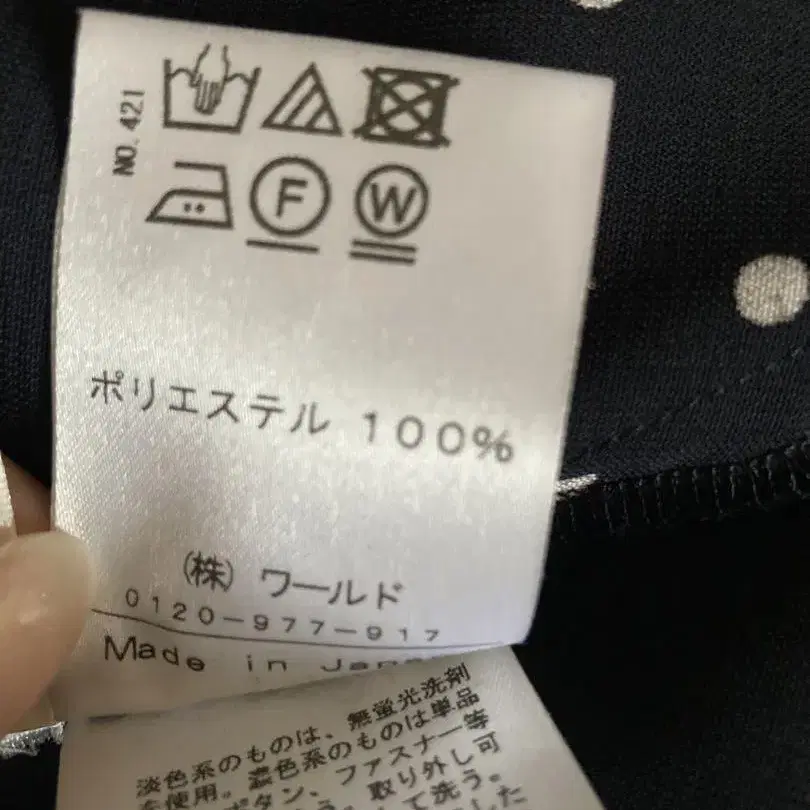 NO.421
F
W
ポリエステル 100%
(株) ワールド
0120-977-917
Made in
淡色系のものは、無蛍光洗剤
を使用。濃色系のものは単品
ボタン、ファスナー等
取り外し可
して洗う。
した